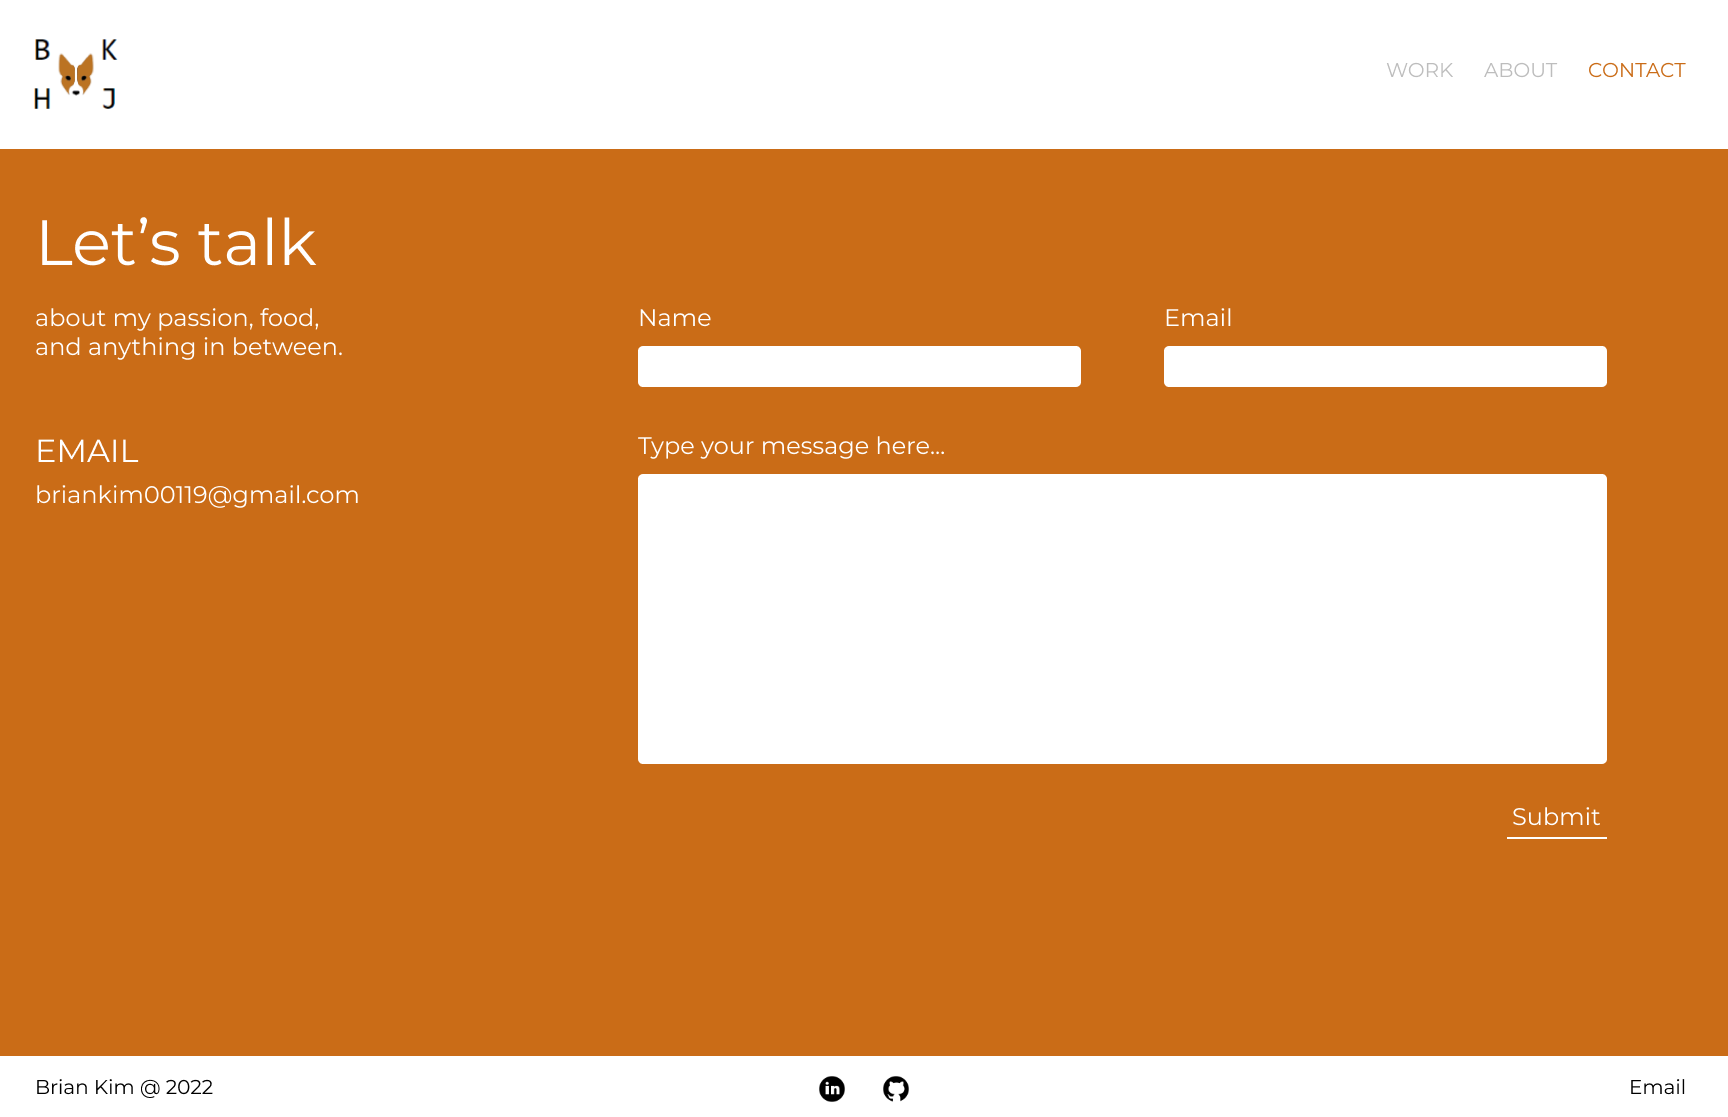 B K
H J
WORK ABOUT CONTACT
Let’s talk
about my passion, food,
and anything in between.
EMAIL
briankim00119@gmail.com
Name
Email
Type your message here...
Submit
Brian Kim @ 2022
in
Email